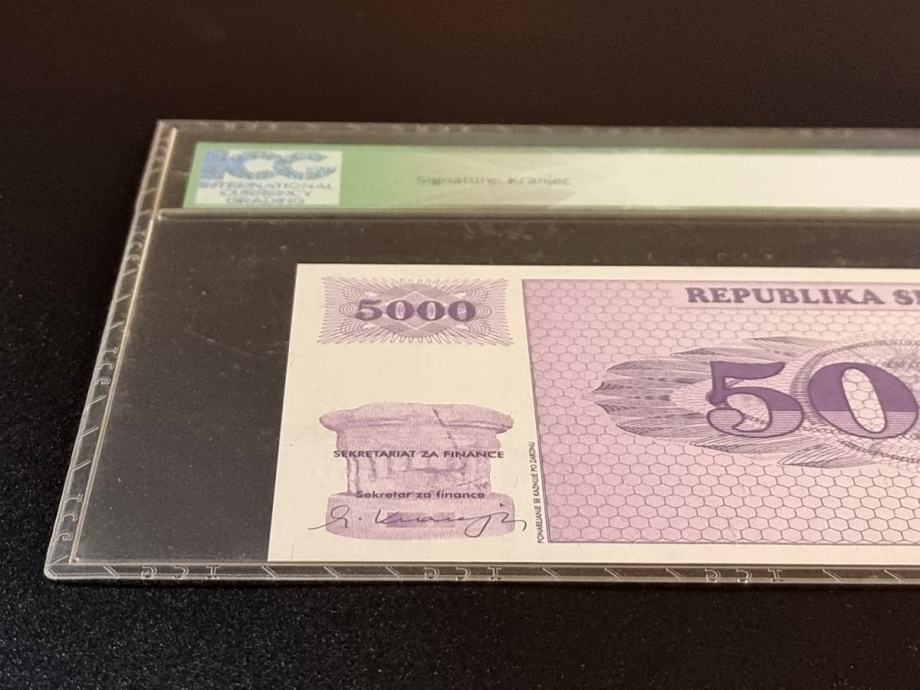 ICG
INTERNATIONAL
CURRENCY
GRADING
Signature: Kranjec
5000
REPUBLIKA S
50
SEKRETARIAT ZA FINANCE
Sekretar za finance
PONAREJANJE SE KAZNUJE PO ZAKONU